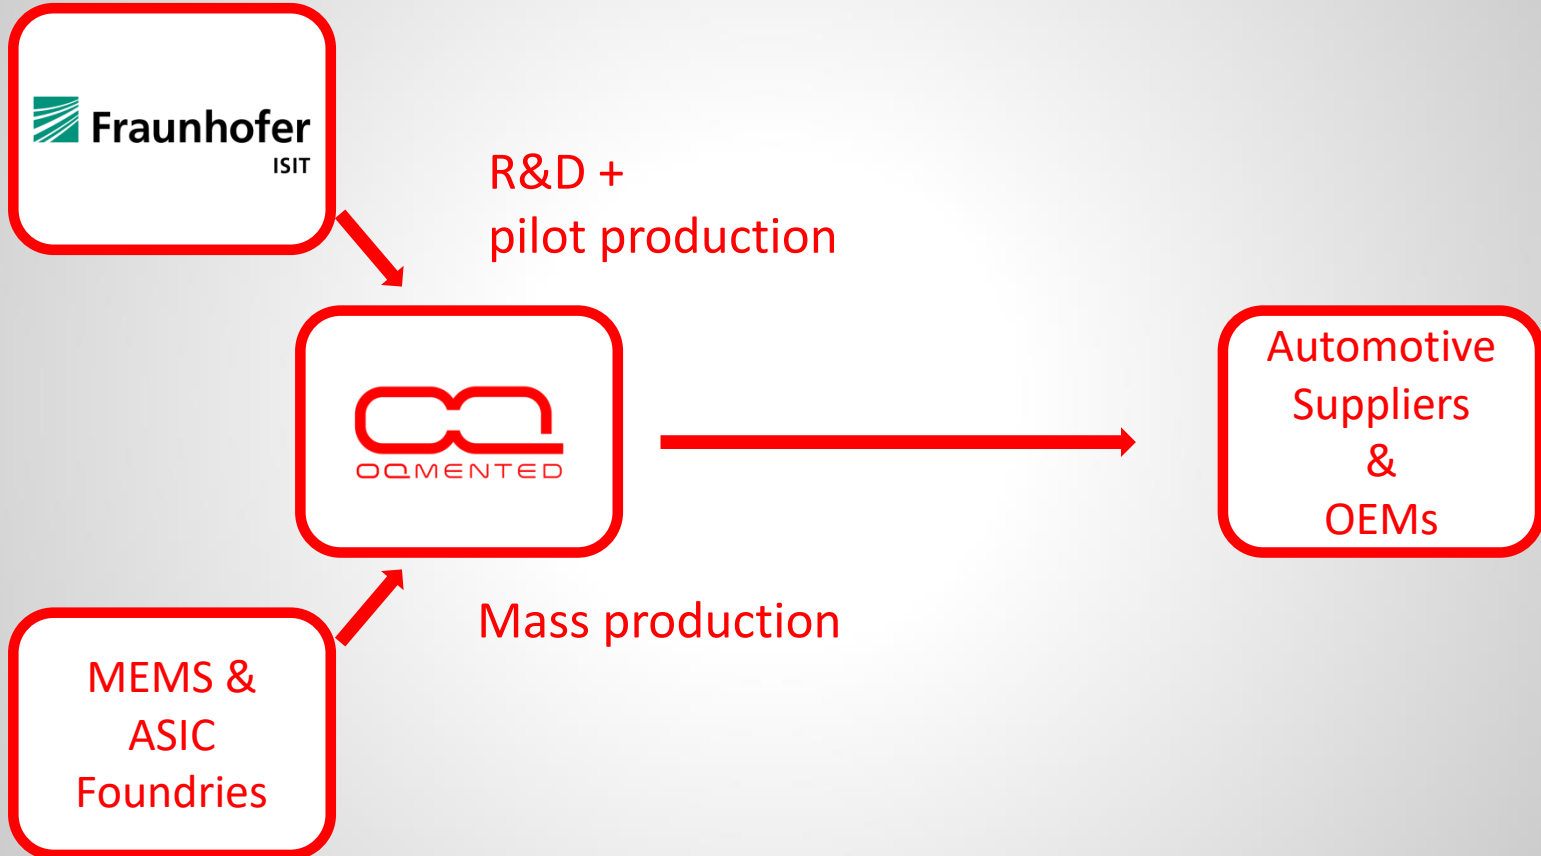 Fraunhofer
ISIT
R&D +
pilot production
OQMENTED
Automotive
Suppliers
&
OEMs
Mass production
MEMS &
ASIC
Foundries